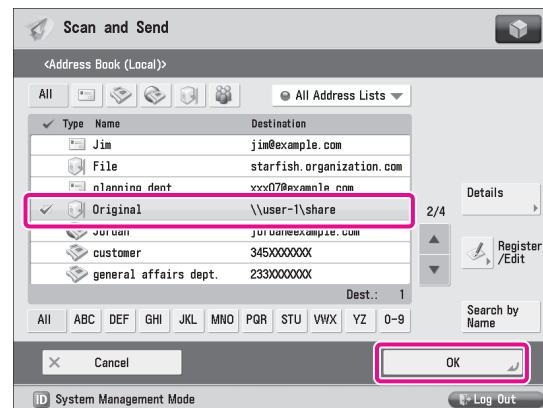 Scan and Send
<Address Book (Local)>
All
All Address Lists
Type Name Destination
Jim jim@example.com
File starfish.organization.com
planning dept xxx07@example.com
Original \\user-1\share
Jordan jordan@example.com
customer 345XXXXXXX
general affairs dept. 233XXXXXXX
Dest.: 1
2/4
Details
Register
/Edit
Search by
Name
All ABC DEF GHI JKL MNO PQR STU VWX YZ 0-9
Cancel
OK
ID System Management Mode
Log Out